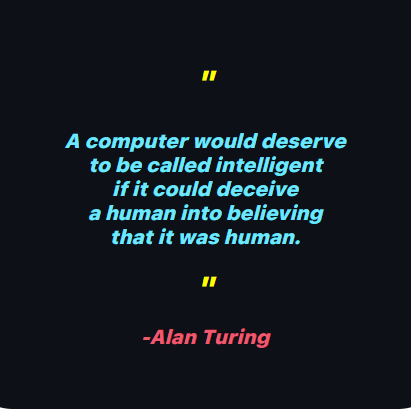 "
A computer would deserve
to be called intelligent
if it could deceive
a human into believing
that it was human.
"
-Alan Turing